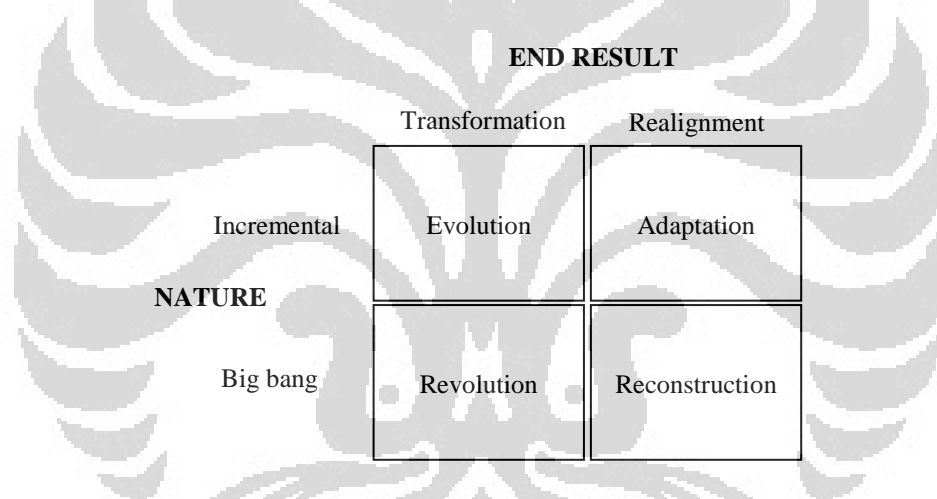 END RESULT
Transformation Realignment
Incremental Evolution Adaptation
NATURE
Big bang Revolution Reconstruction